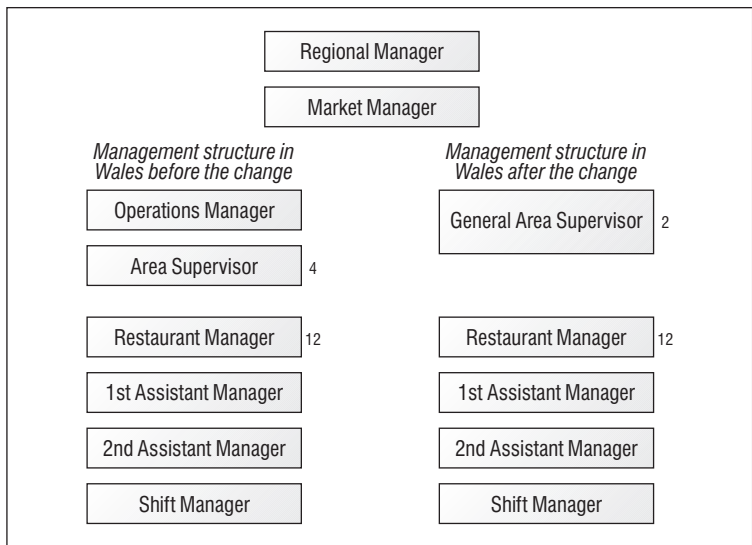 Regional Manager
Market Manager
Management structure in
Wales before the change
Operations Manager
Area Supervisor 4
Restaurant Manager 12
1st Assistant Manager
2nd Assistant Manager
Shift Manager
Management structure in
Wales after the change
General Area Supervisor 2
Restaurant Manager 12
1st Assistant Manager
2nd Assistant Manager
Shift Manager